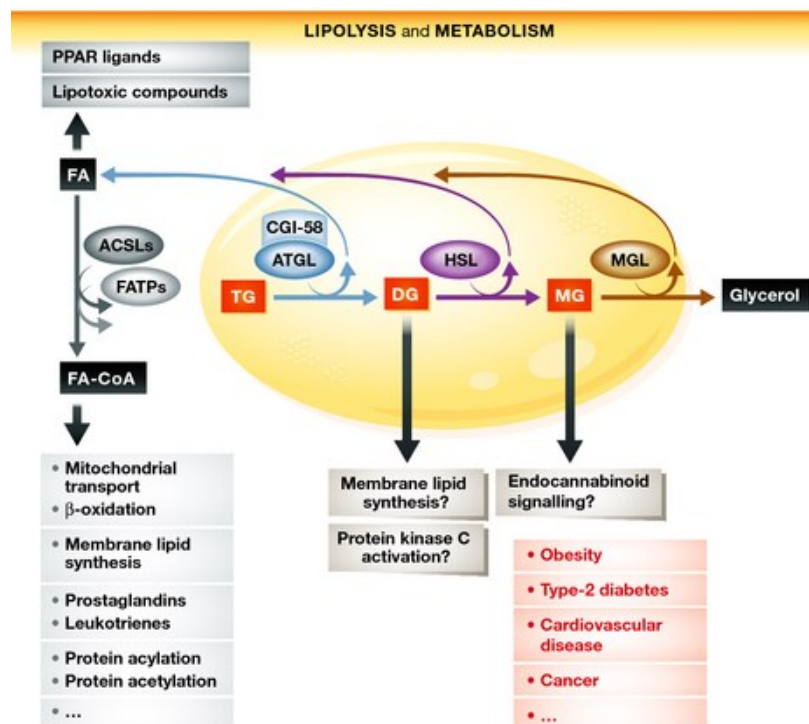 LIPOLYSIS and METABOLISM
PPAR ligands
Lipotoxic compounds
FA
ACSLs
FATPs
FA-CoA
• Mitochondrial
transport
• β-oxidation
• Membrane lipid
synthesis
• Prostaglandins
• Leukotrienes
• Protein acylation
• Protein acetylation
• ...
CGI-58
ATGL
HSL
MGL
TG
DG
MG
Glycerol
Membrane lipid
synthesis?
Protein kinase C
activation?
Endocannabinoid
signalling?
• Obesity
• Type-2 diabetes
• Cardiovascular
disease
• Cancer
• ...